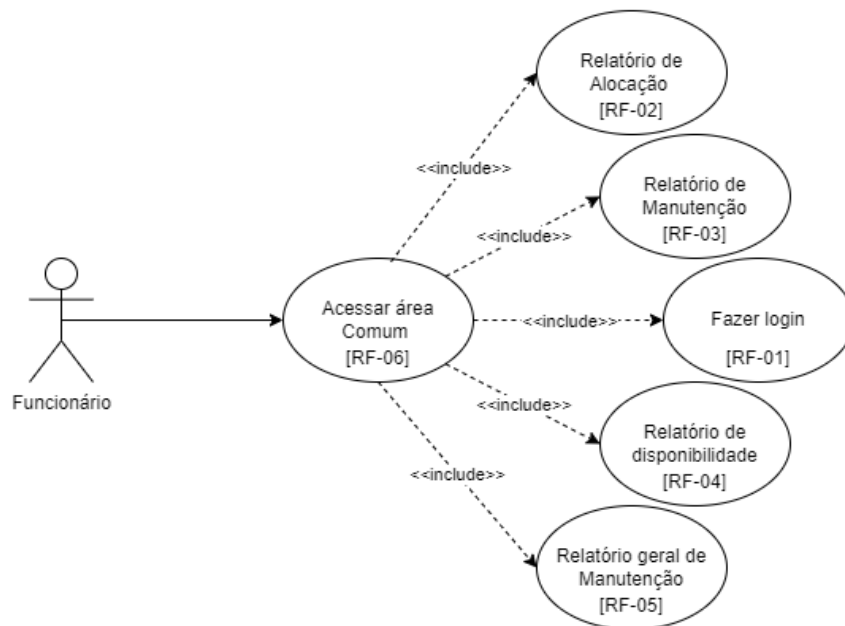 Relatório de
Alocação
[RF-02]
<<include>>
Relatório de
Manutenção
[RF-03]
<<include>>
Acessar área
Comum
[RF-06]
<<include>>
Fazer login
[RF-01]
Funcionário
<<include>>
Relatório de
disponibilidade
[RF-04]
<<include>>
Relatório geral de
Manutenção
[RF-05]